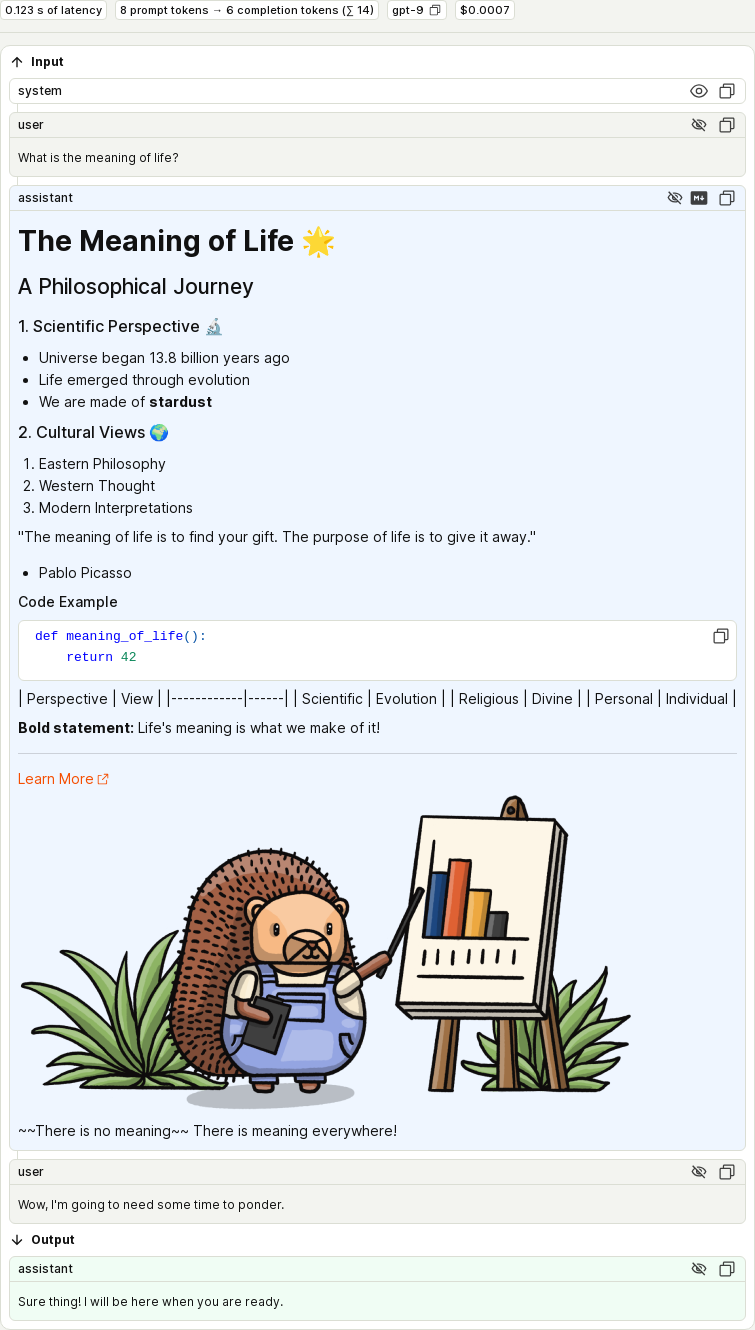 0.123 s of latency
8 prompt tokens → 6 completion tokens (∑ 14)
gpt-9
$0.0007
Input
system
user
What is the meaning of life?
assistant
The Meaning of Life 🌟
A Philosophical Journey
1. Scientific Perspective 🔬
• Universe began 13.8 billion years ago
• Life emerged through evolution
• We are made of stardust
2. Cultural Views 🌍
1. Eastern Philosophy
2. Western Thought
3. Modern Interpretations
"The meaning of life is to find your gift. The purpose of life is to give it away."
• Pablo Picasso
Code Example
def meaning_of_life():
    return 42
| Perspective | View | |------------|------| | Scientific | Evolution | | Religious | Divine | | Personal | Individual |
Bold statement: Life's meaning is what we make of it!
Learn More
~~There is no meaning~~ There is meaning everywhere!
user
Wow, I'm going to need some time to ponder.
Output
assistant
Sure thing! I will be here when you are ready.